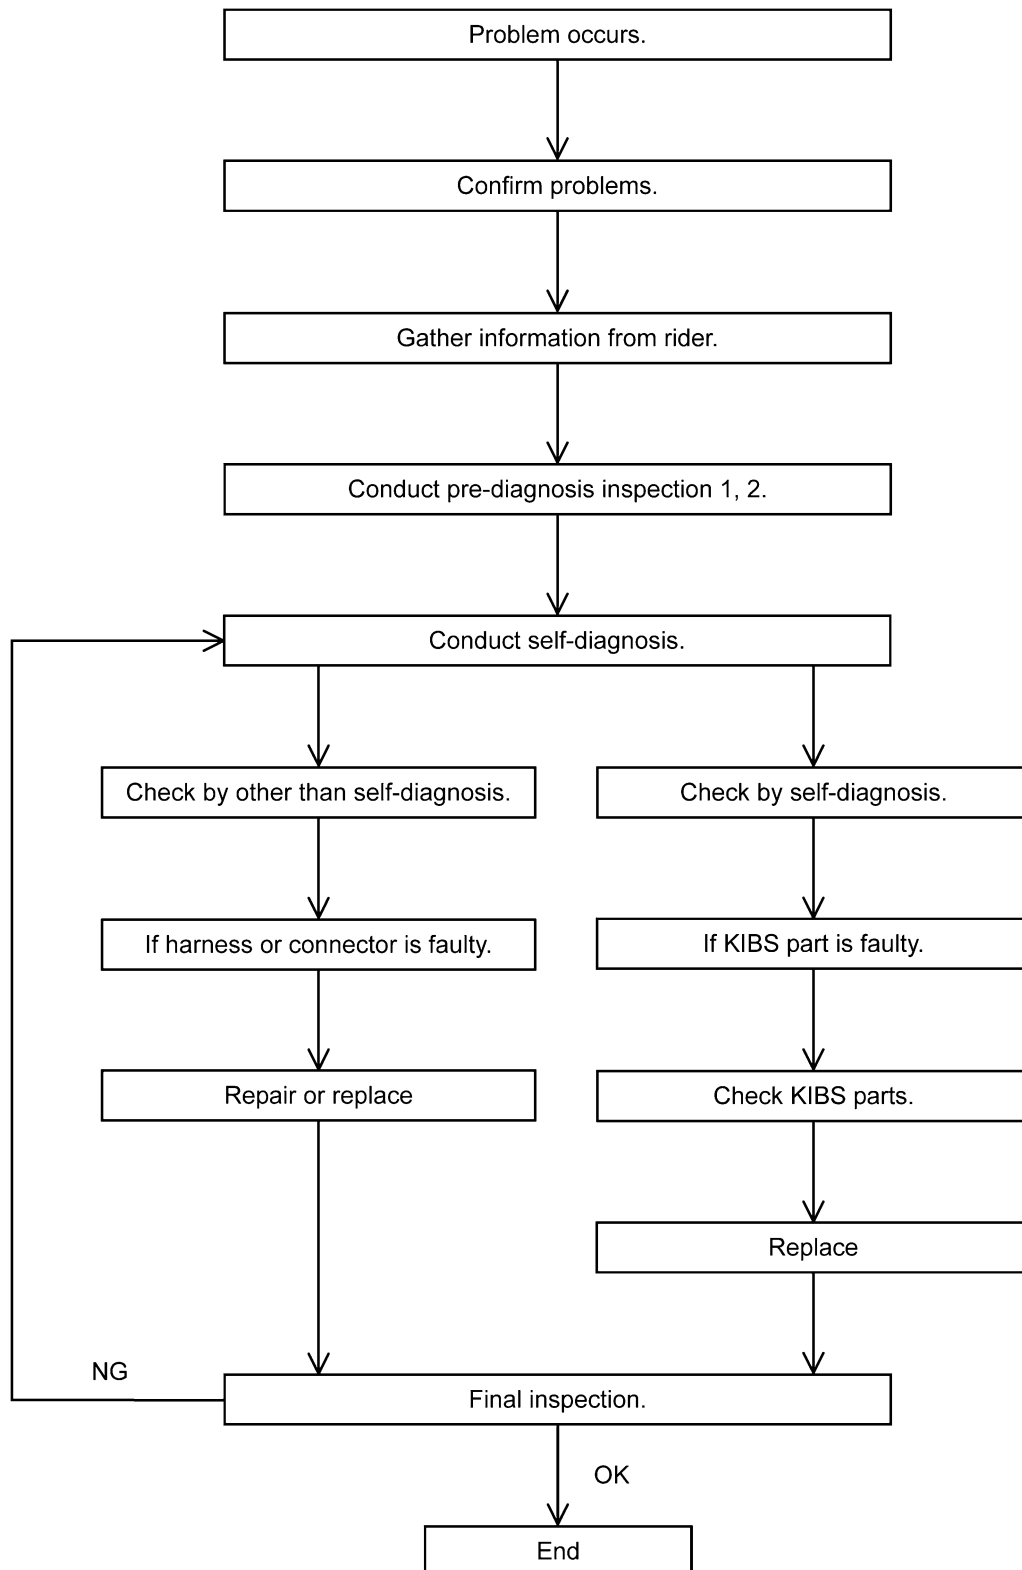 Problem occurs.
Confirm problems.
Gather information from rider.
Conduct pre-diagnosis inspection 1, 2.
Conduct self-diagnosis.
Check by other than self-diagnosis.
Check by self-diagnosis.
If harness or connector is faulty.
If KIBS part is faulty.
Repair or replace
Check KIBS parts.
Replace
NG
Final inspection.
OK
End